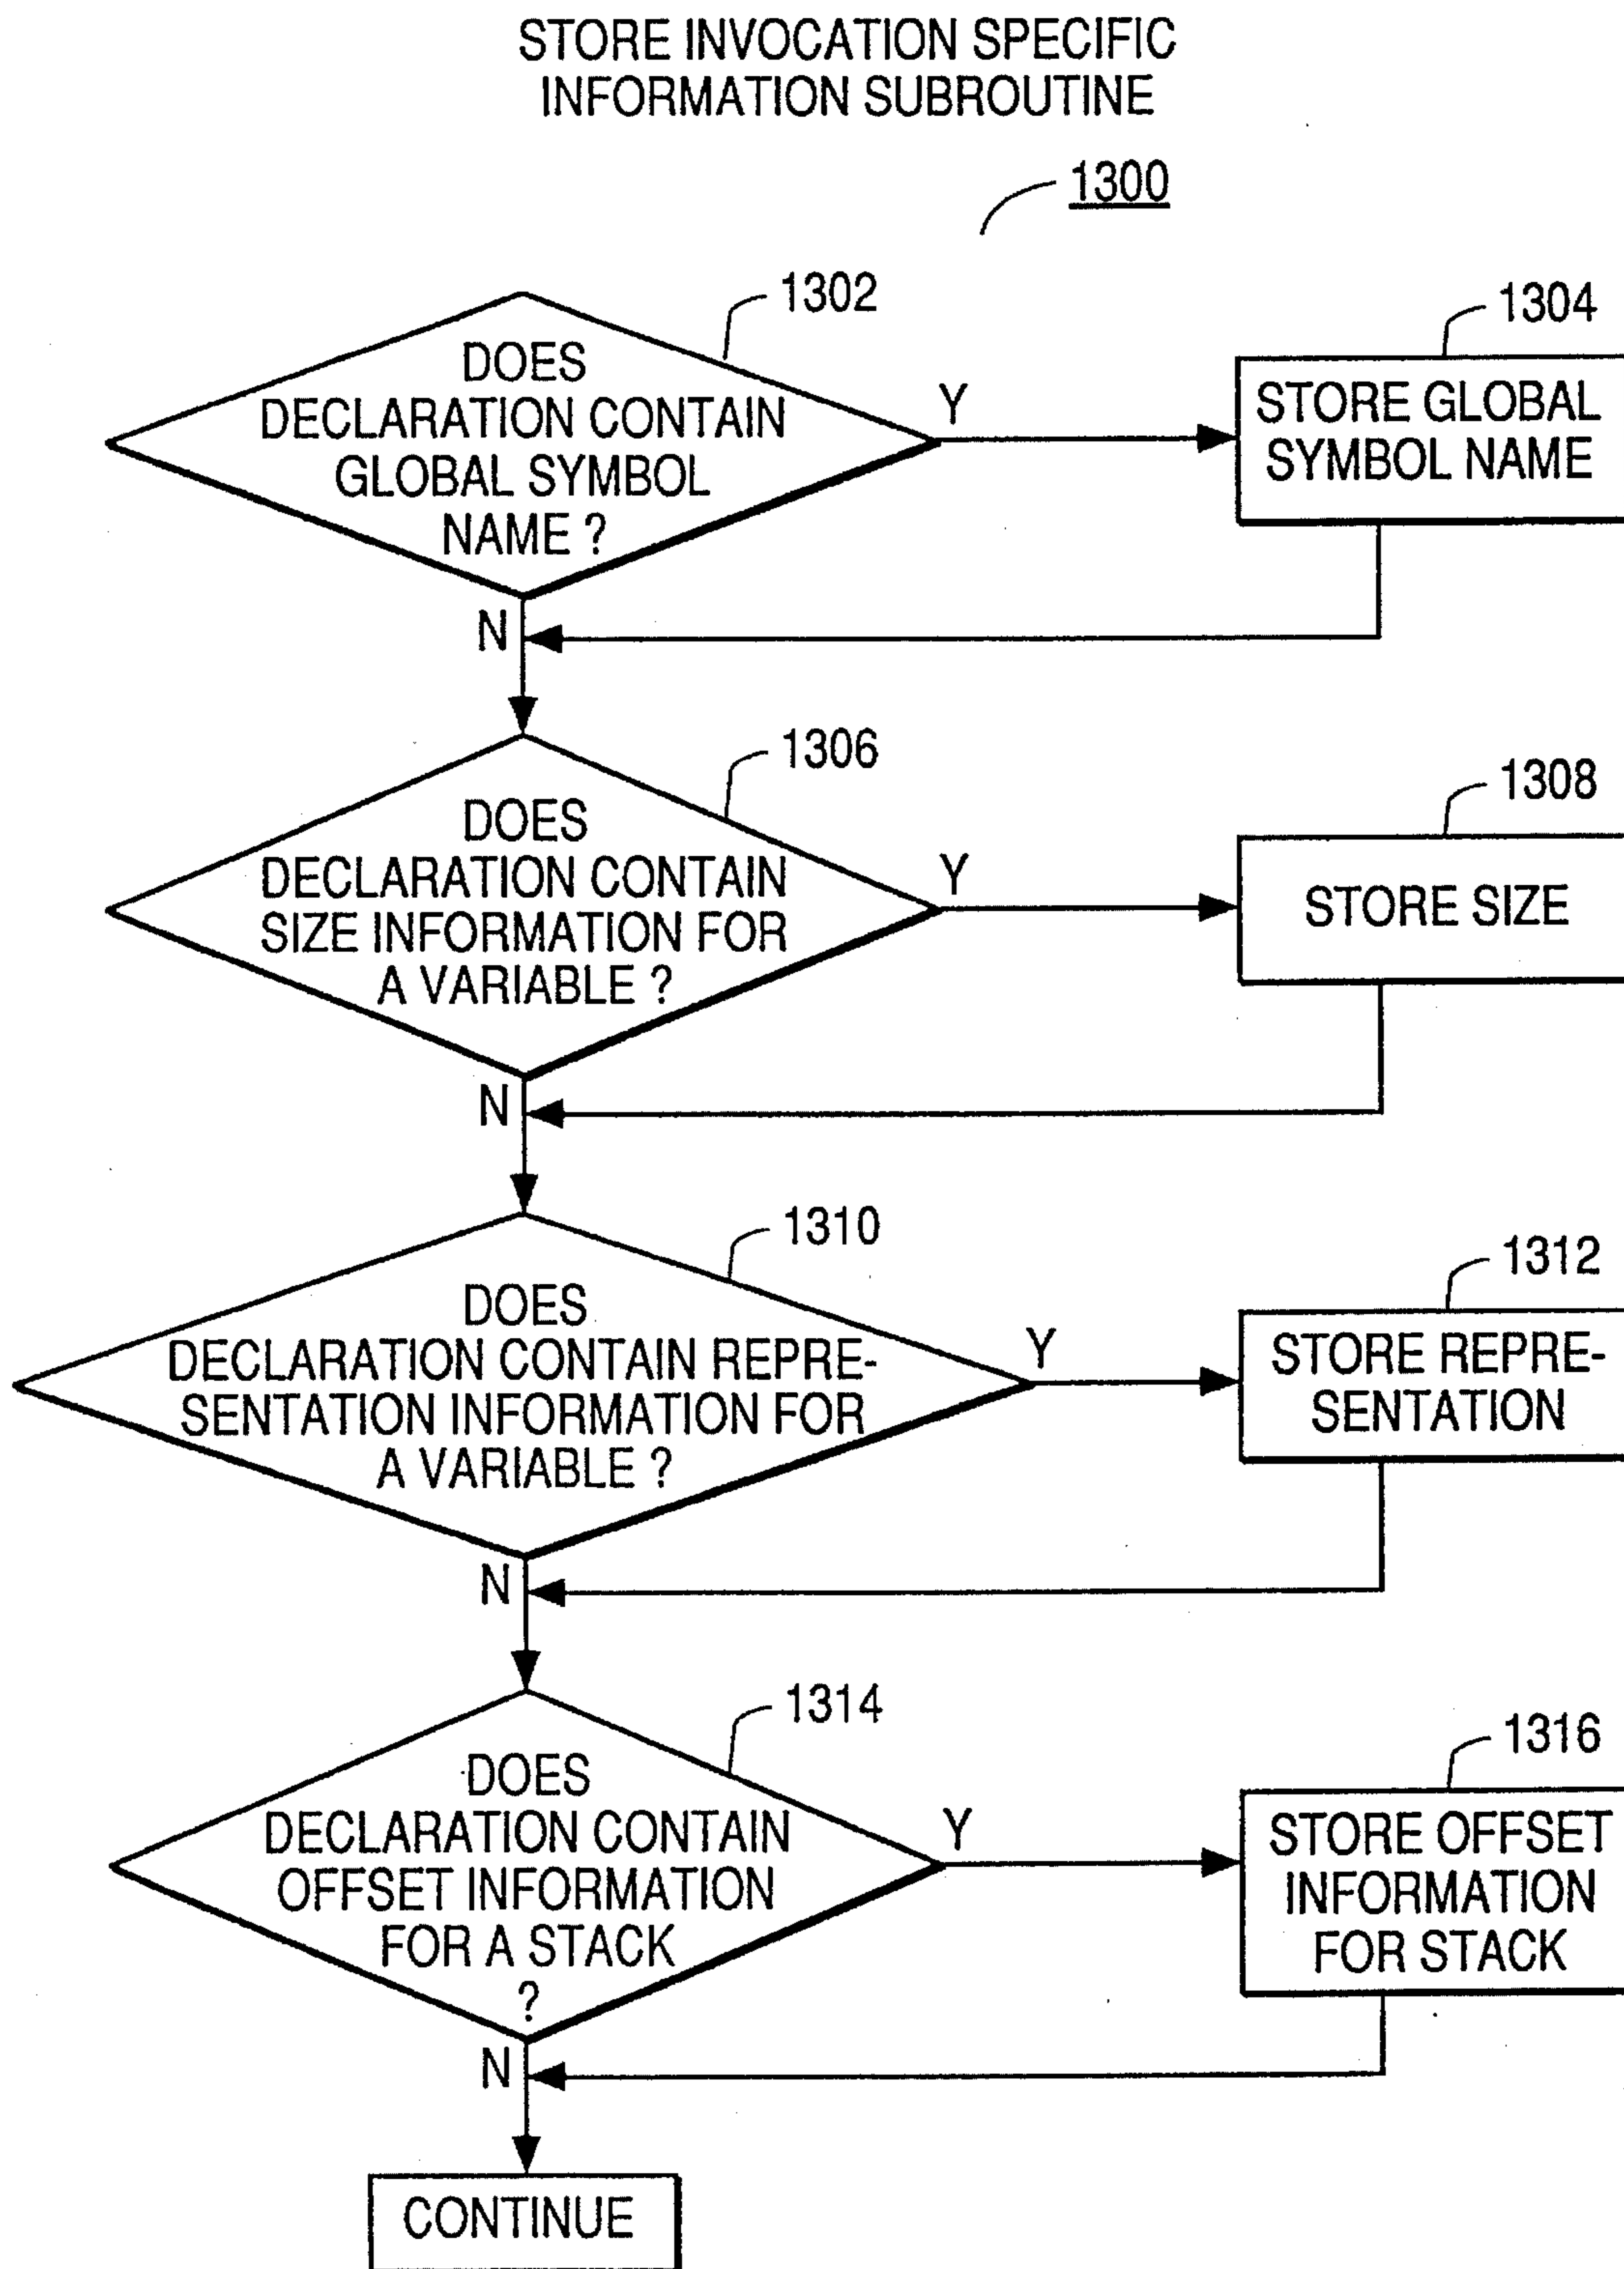 STORE INVOCATION SPECIFIC
INFORMATION SUBROUTINE
1300
1302
DOES
DECLARATION CONTAIN
GLOBAL SYMBOL
NAME ?
Y
1304
STORE GLOBAL
SYMBOL NAME
N
1306
DOES
DECLARATION CONTAIN
SIZE INFORMATION FOR
A VARIABLE ?
Y
1308
STORE SIZE
N
1310
DOES
DECLARATION CONTAIN REPRE-
SENTATION INFORMATION FOR
A VARIABLE ?
Y
1312
STORE REPRE-
SENTATION
N
1314
DOES
DECLARATION CONTAIN
OFFSET INFORMATION
FOR A STACK
?
Y
1316
STORE OFFSET
INFORMATION
FOR STACK
N
CONTINUE